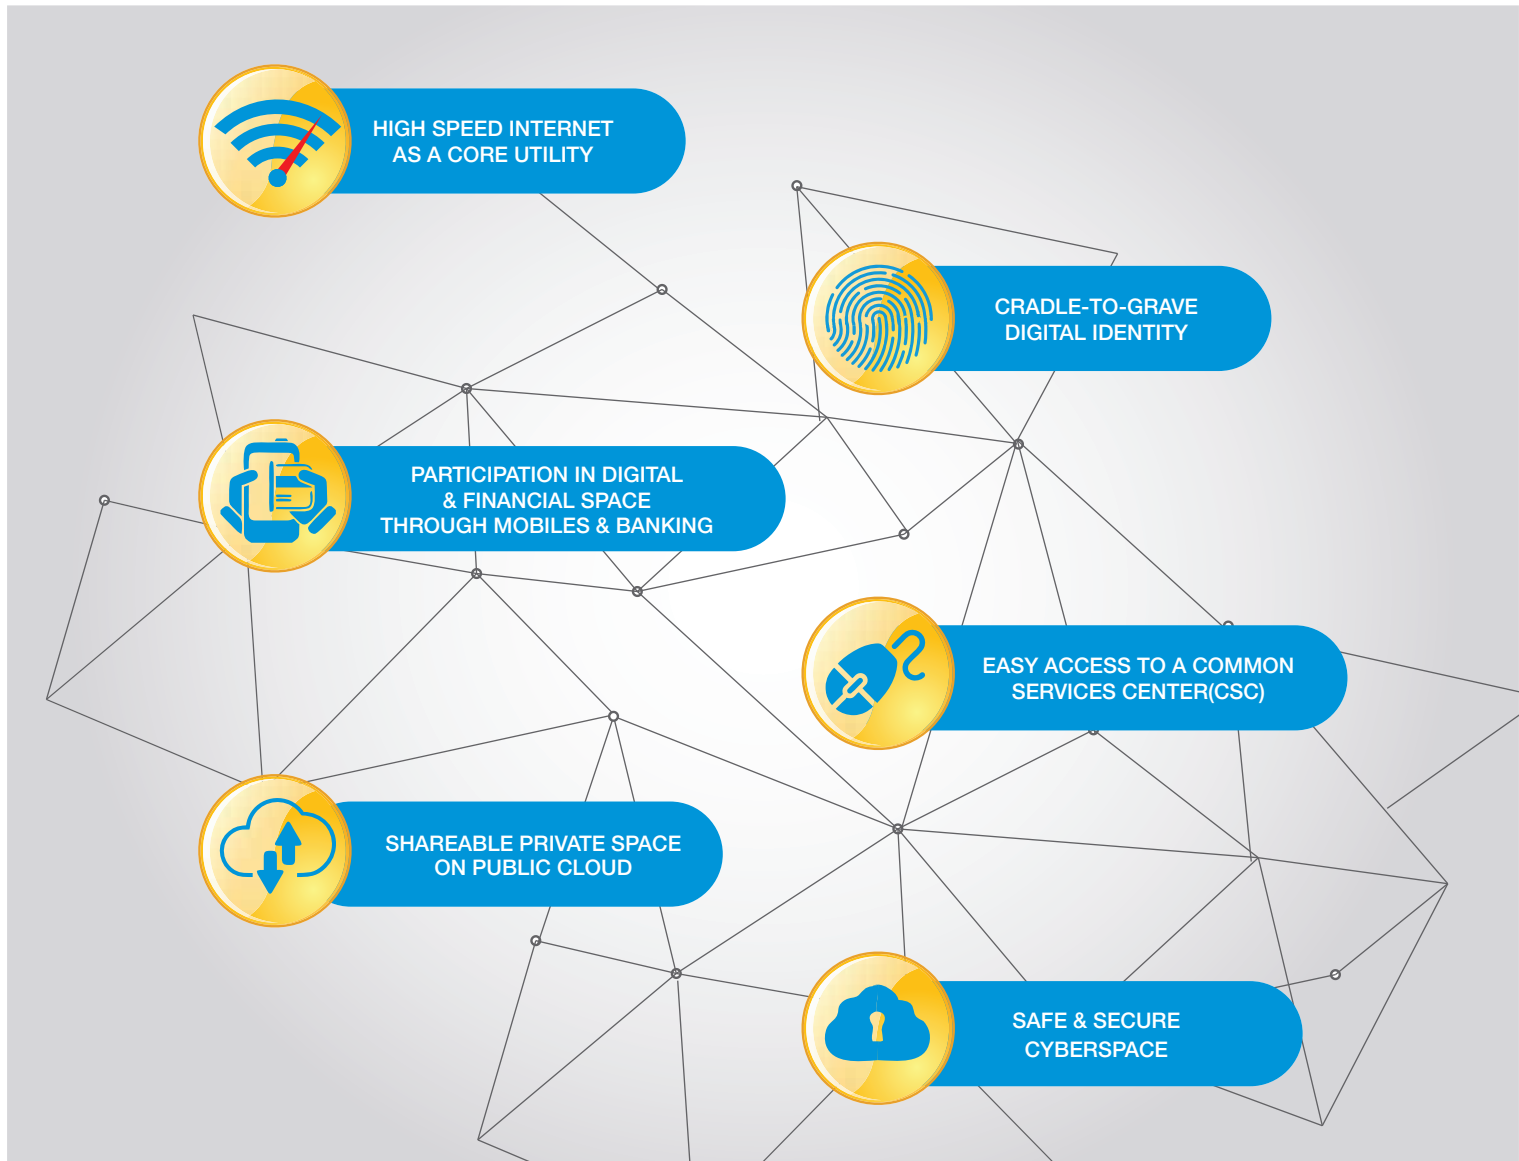 HIGH SPEED INTERNET
AS A CORE UTILITY
CRADLE-TO-GRAVE
DIGITAL IDENTITY
PARTICIPATION IN DIGITAL
& FINANCIAL SPACE
THROUGH MOBILES & BANKING
EASY ACCESS TO A COMMON
SERVICES CENTER(CSC)
SHAREABLE PRIVATE SPACE
ON PUBLIC CLOUD
SAFE & SECURE
CYBERSPACE